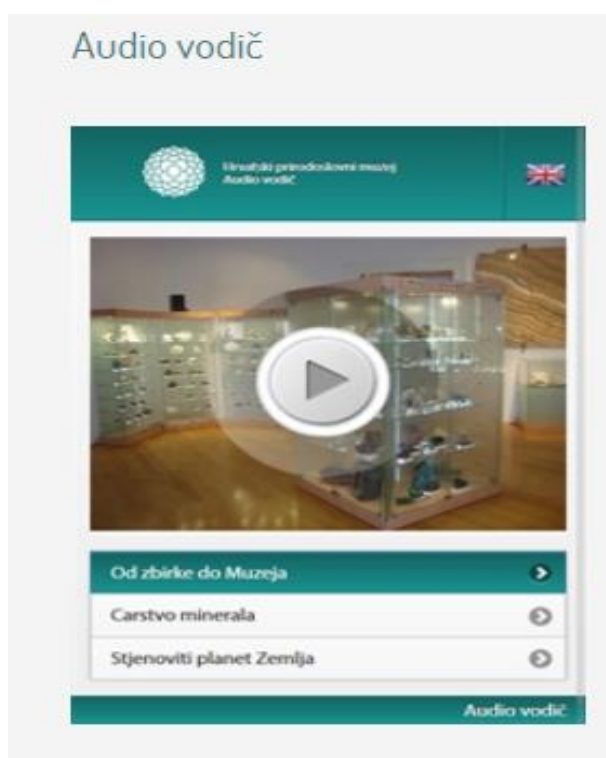 Audio vodič
Hrvatski prirodoslovni muzej
Audio vodič
Od zbirke do Muzeja
Carstvo minerala
Stjenoviti planet Zemlja
Audio vodič